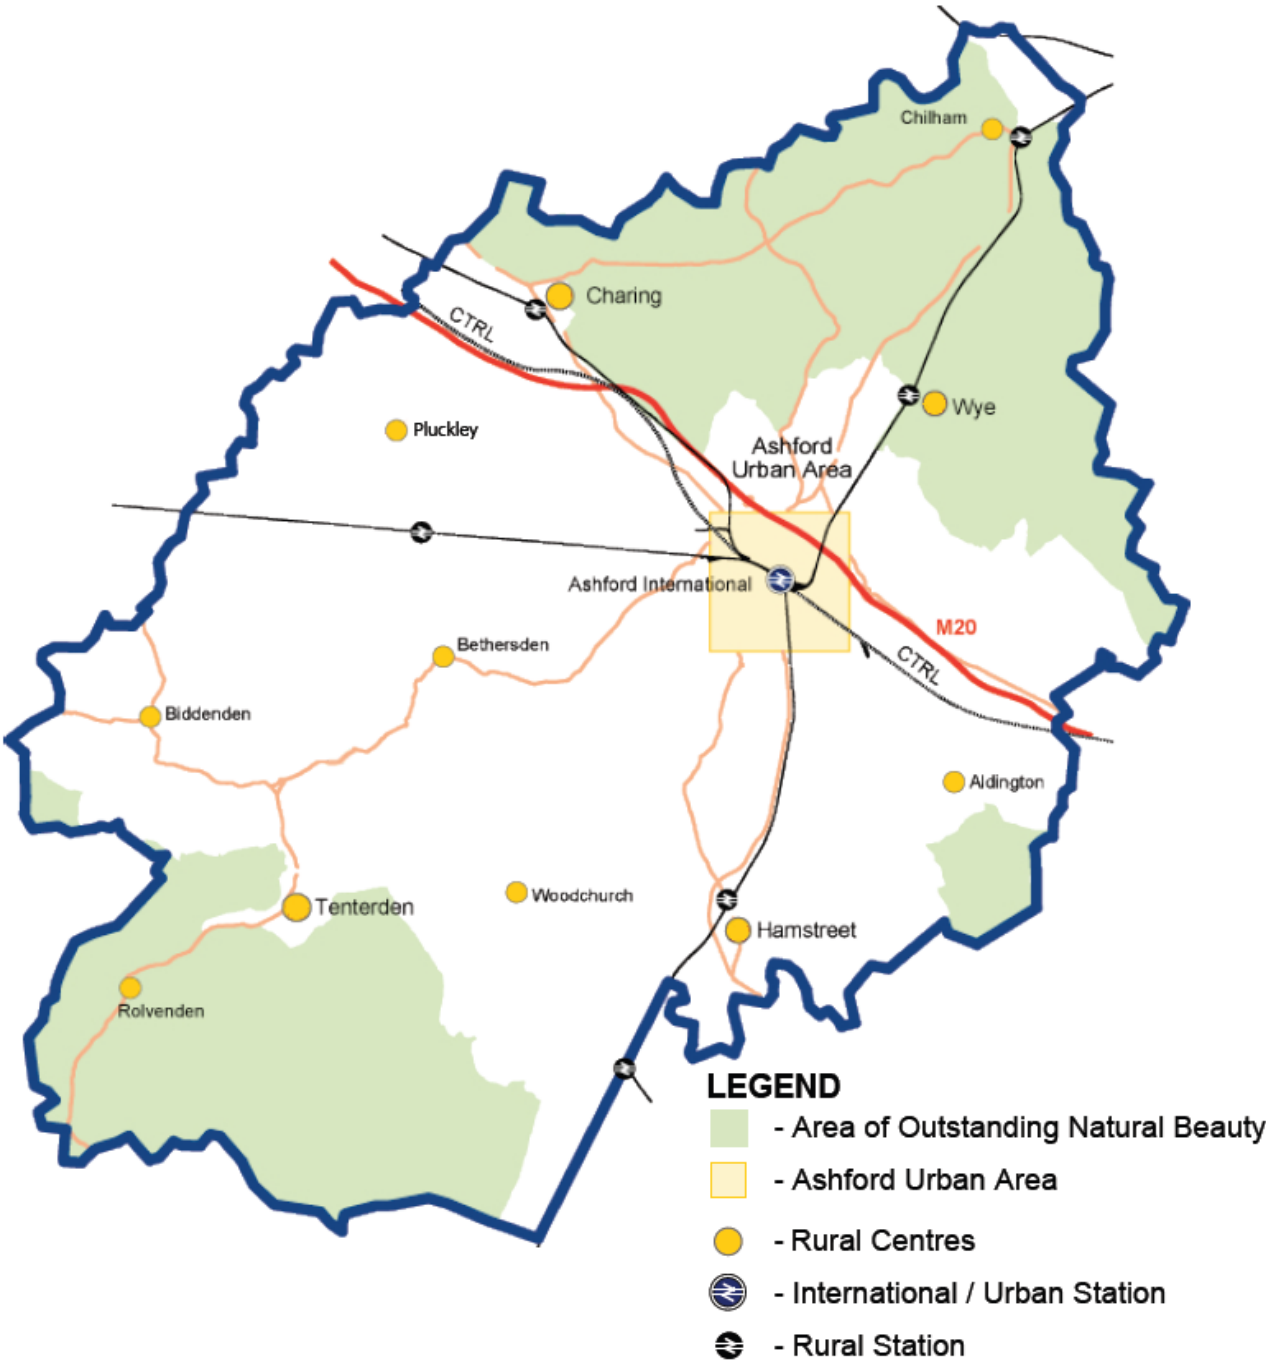 Chilham
Charing
CTRL
Wye
Pluckley
Ashford
Urban Area
Ashford International
M20
CTRL
Bethersden
Biddenden
Aldington
Woodchurch
Tenterden
Hamstreet
Rolvenden
LEGEND
- Area of Outstanding Natural Beauty
- Ashford Urban Area
- Rural Centres
- International / Urban Station
- Rural Station